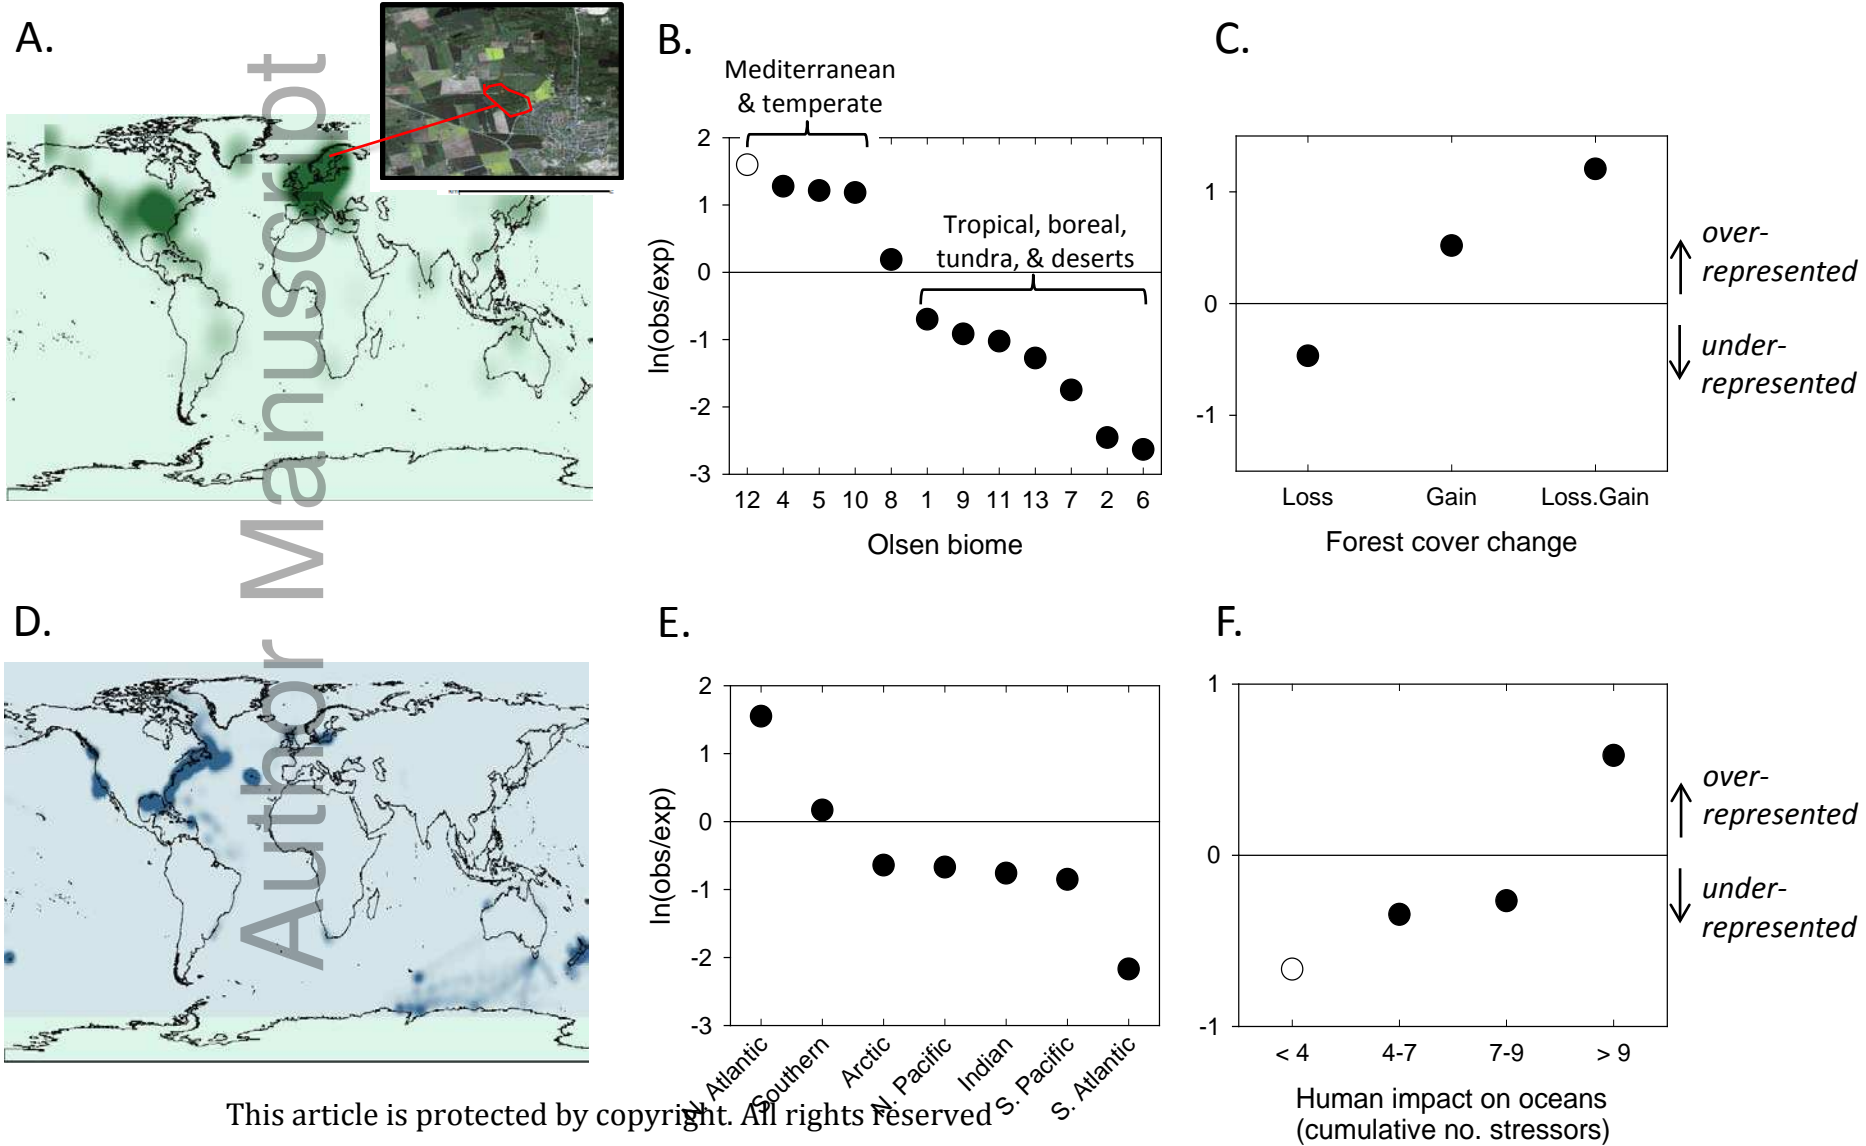 A.
B.
Mediterranean
& temperate
Tropical, boreal,
tundra, & deserts
ln(obs/exp)
2
1
0
-1
-2
-3
12 4 5 10 8 1 9 11 13 7 2 6
Olsen biome
C.
1
0
-1
Loss Gain Loss.Gain
Forest cover change
over-
represented
under-
represented
D.
E.
ln(obs/exp)
2
1
0
-1
-2
-3
N. Atlantic
Southern
Arctic
N. Pacific
Indian
S. Pacific
S. Atlantic
F.
1
0
-1
< 4 4-7 7-9 > 9
Human impact on oceans
(cumulative no. stressors)
over-
represented
under-
represented
Author Manuscript
This article is protected by copyright. All rights reserved